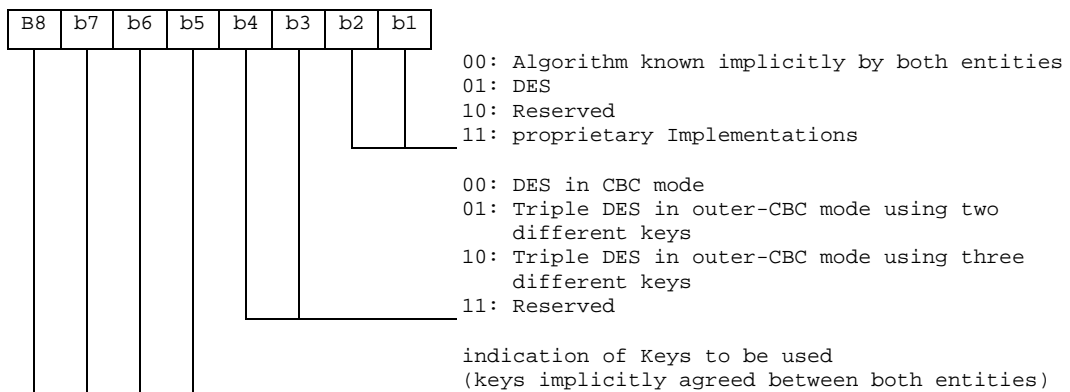 B8 b7 b6 b5 b4 b3 b2 b1
00: Algorithm known implicitly by both entities
01: DES
10: Reserved
11: proprietary Implementations
00: DES in CBC mode
01: Triple DES in outer-CBC mode using two
different keys
10: Triple DES in outer-CBC mode using three
different keys
11: Reserved
indication of Keys to be used
(keys implicitly agreed between both entities)